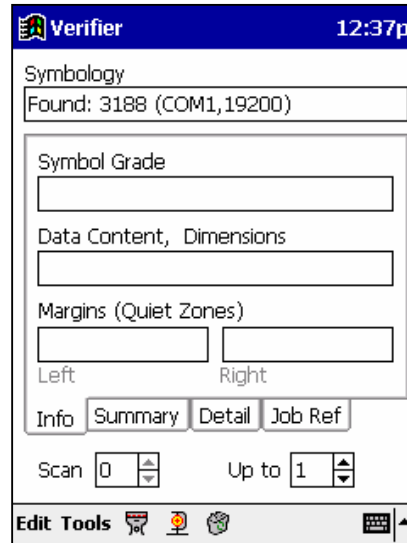 Verifier 12:37p
Symbology
Found: 3188 (COM1,19200)
Symbol Grade
Data Content, Dimensions
Margins (Quiet Zones)
Left Right
Info Summary Detail Job Ref
Scan 0 Up to 1
Edit Tools